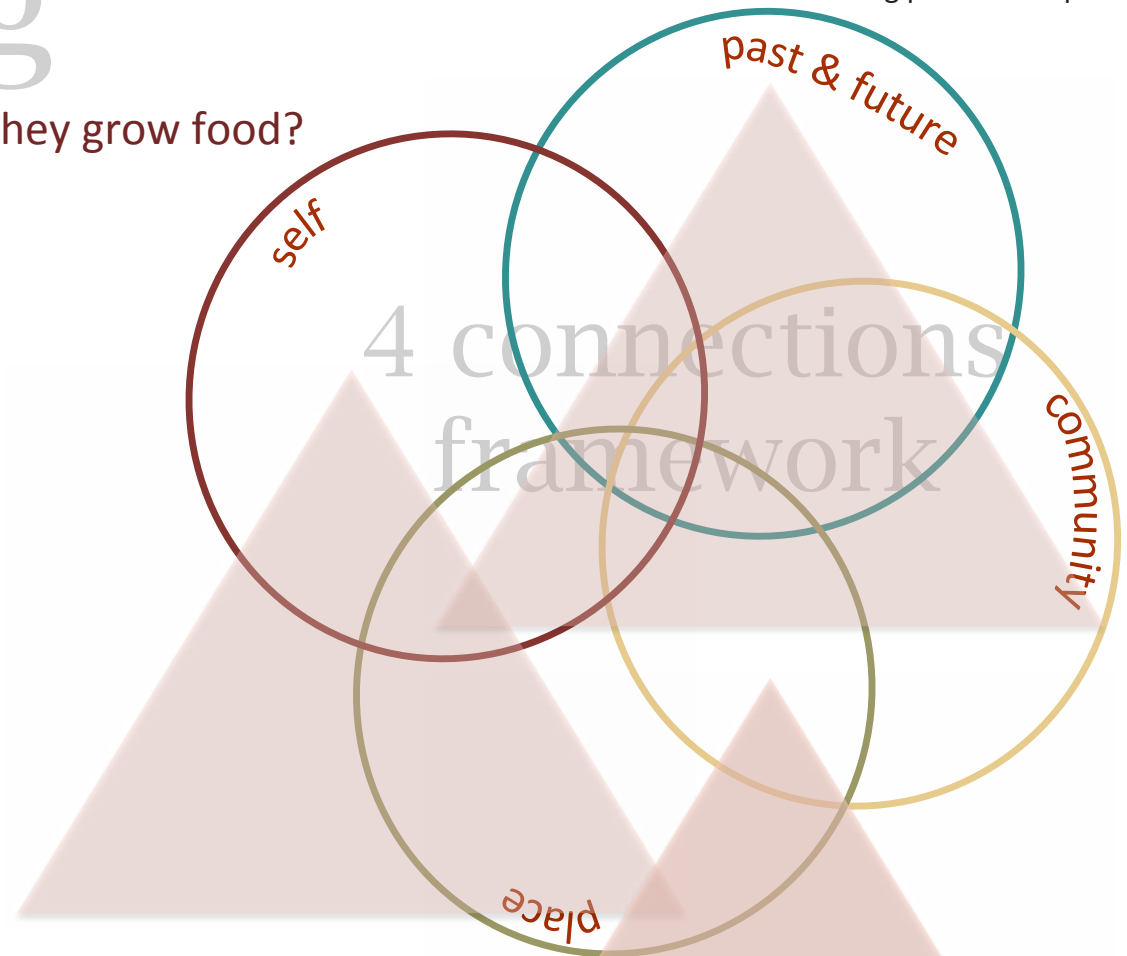 g
past & future
hey grow food?
self
4 connections
framework
community
place